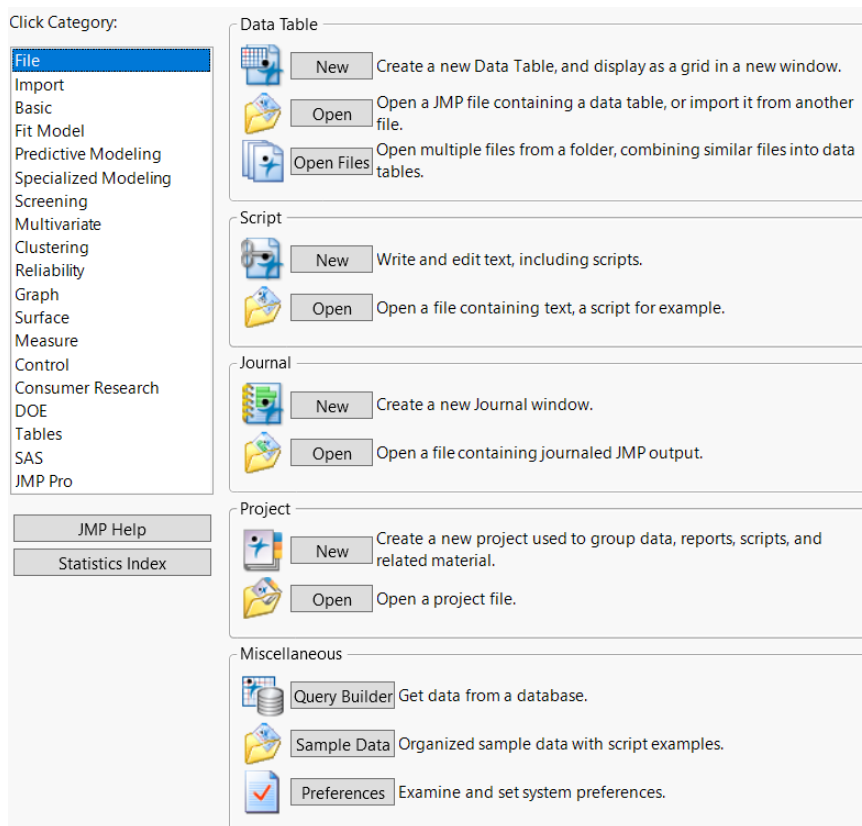 Click Category:
File
Import
Basic
Fit Model
Predictive Modeling
Specialized Modeling
Screening
Multivariate
Clustering
Reliability
Graph
Surface
Measure
Control
Consumer Research
DOE
Tables
SAS
JMP Pro
JMP Help
Statistics Index
Data Table
New Create a new Data Table, and display as a grid in a new window.
Open Open a JMP file containing a data table, or import it from another
file.
Open Files Open multiple files from a folder, combining similar files into data
tables.
Script
New Write and edit text, including scripts.
Open Open a file containing text, a script for example.
Journal
New Create a new Journal window.
Open Open a file containing journaled JMP output.
Project
New Create a new project used to group data, reports, scripts, and
related material.
Open Open a project file.
Miscellaneous
Query Builder Get data from a database.
Sample Data Organized sample data with script examples.
Preferences Examine and set system preferences.